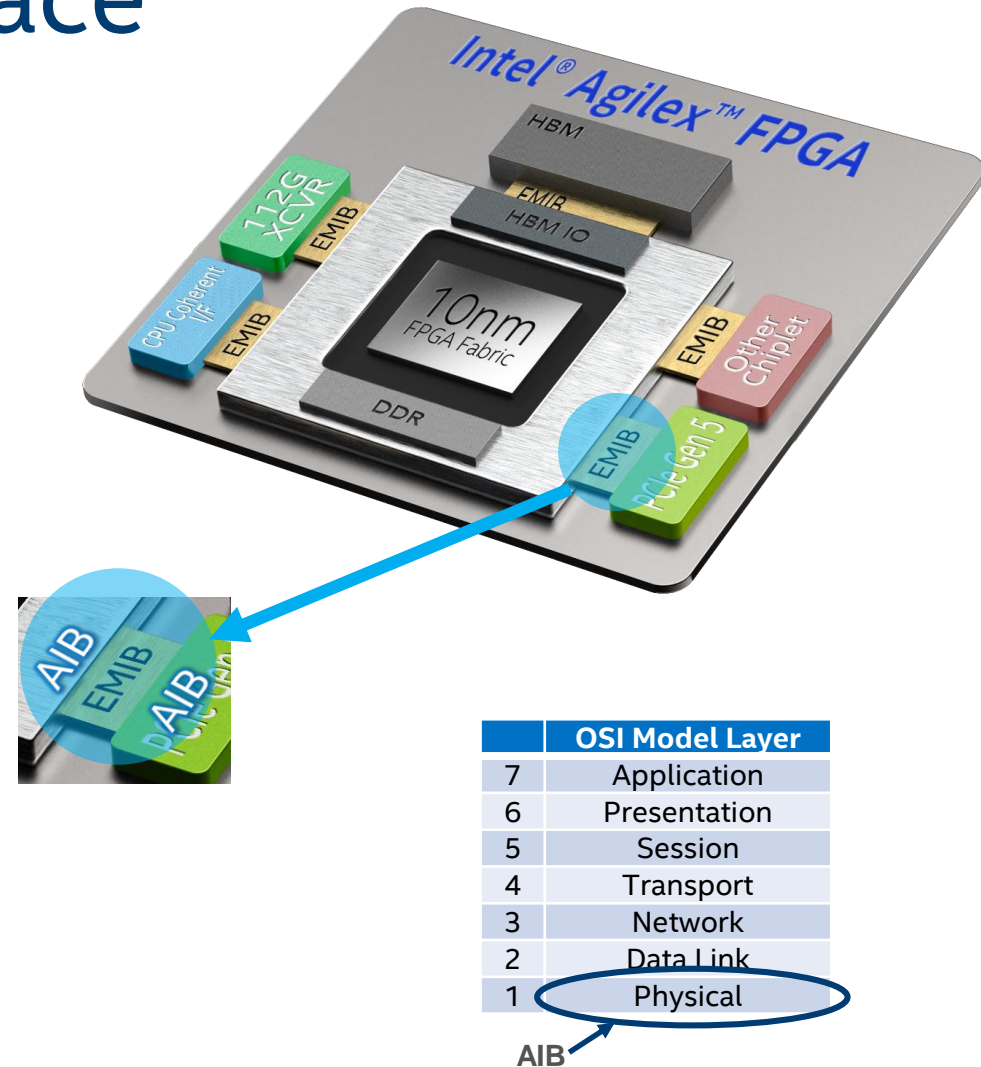 ace
Intel® Agilex™ FPGA
HBM
EMIB
HBM IO
112G
XCVR
EMIB
CPU Coherent
I/F
EMIB
10nm
FPGA Fabric
DDR
EMIB
Other
Chiplet
EMIB
PCIe Gen 5
AIB
EMIB
AIB
PCIe Gen
OSI Model Layer
7 Application
6 Presentation
5 Session
4 Transport
3 Network
2 Data Link
1 Physical
AIB